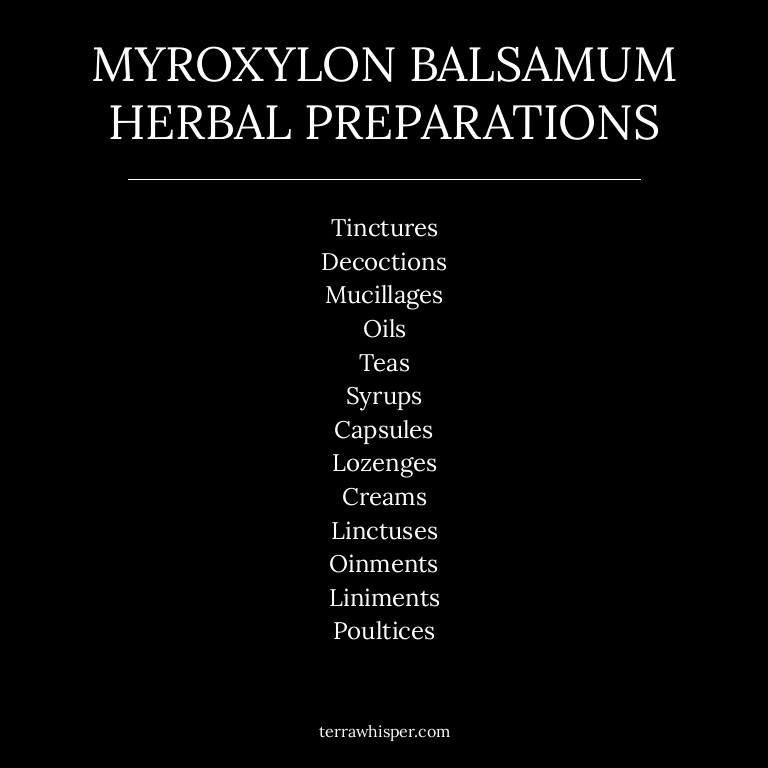 MYROXYLON BALSAMUM
HERBAL PREPARATIONS
Tinctures
Decoctions
Mucillages
Oils
Teas
Syrups
Capsules
Lozenges
Creams
Linctuses
Oinments
Liniments
Poultices
terrawhisper.com